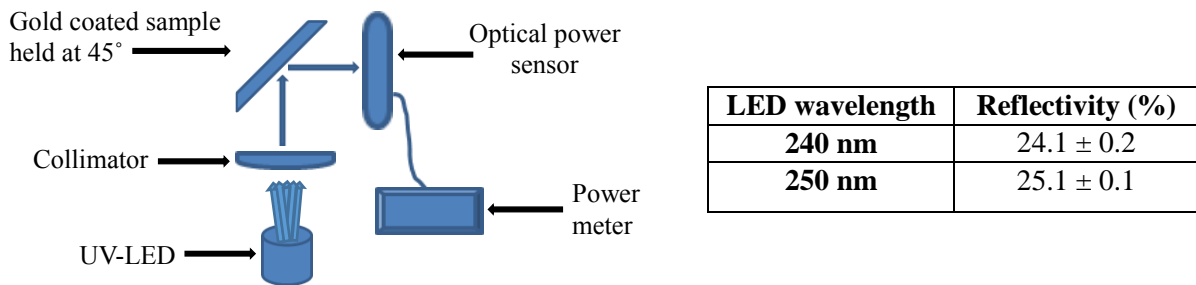 Gold coated sample
held at 45˚
Optical power
sensor
Collimator
Power
meter
UV-LED
LED wavelength Reflectivity (%)
240 nm 24.1 ± 0.2
250 nm 25.1 ± 0.1